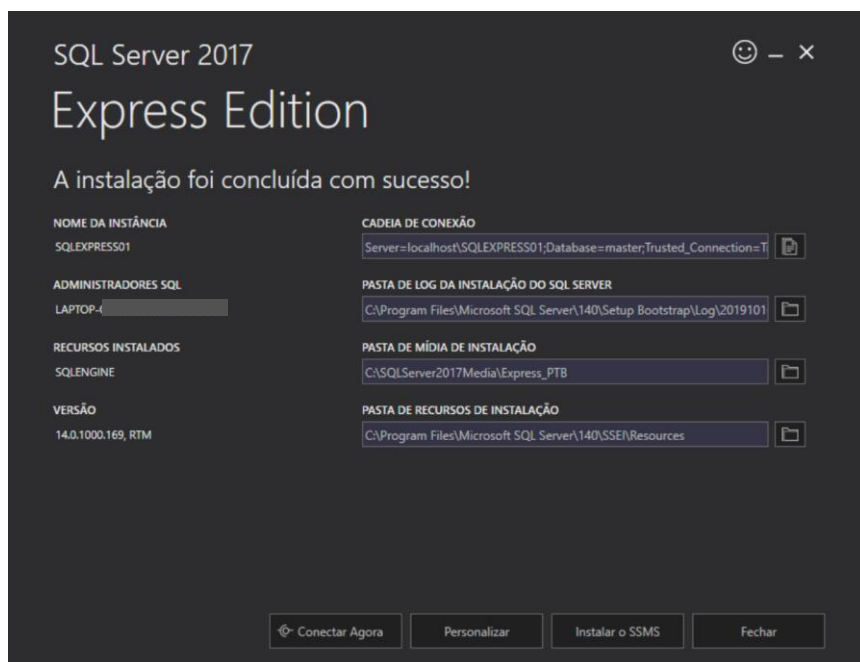 SQL Server 2017
Express Edition
A instalação foi concluída com sucesso!
NOME DA INSTÂNCIA
SQLEXPRESS01
CADEIA DE CONEXÃO
Server=localhost\SQLEXPRESS01;Database=master;Trusted_Connection=T
ADMINISTRADORES SQL
LAPTOP-
PASTA DE LOG DA INSTALAÇÃO DO SQL SERVER
C:\Program Files\Microsoft SQL Server\140\Setup Bootstrap\Log\2019101
RECURSOS INSTALADOS
SQLENGINE
PASTA DE MÍDIA DE INSTALAÇÃO
C:\SQLServer2017Media\Express_PTB
VERSÃO
14.0.1000.169, RTM
PASTA DE RECURSOS DE INSTALAÇÃO
C:\Program Files\Microsoft SQL Server\140\SSEI\Resources
Conectar Agora
Personalizar
Instalar o SSMS
Fechar